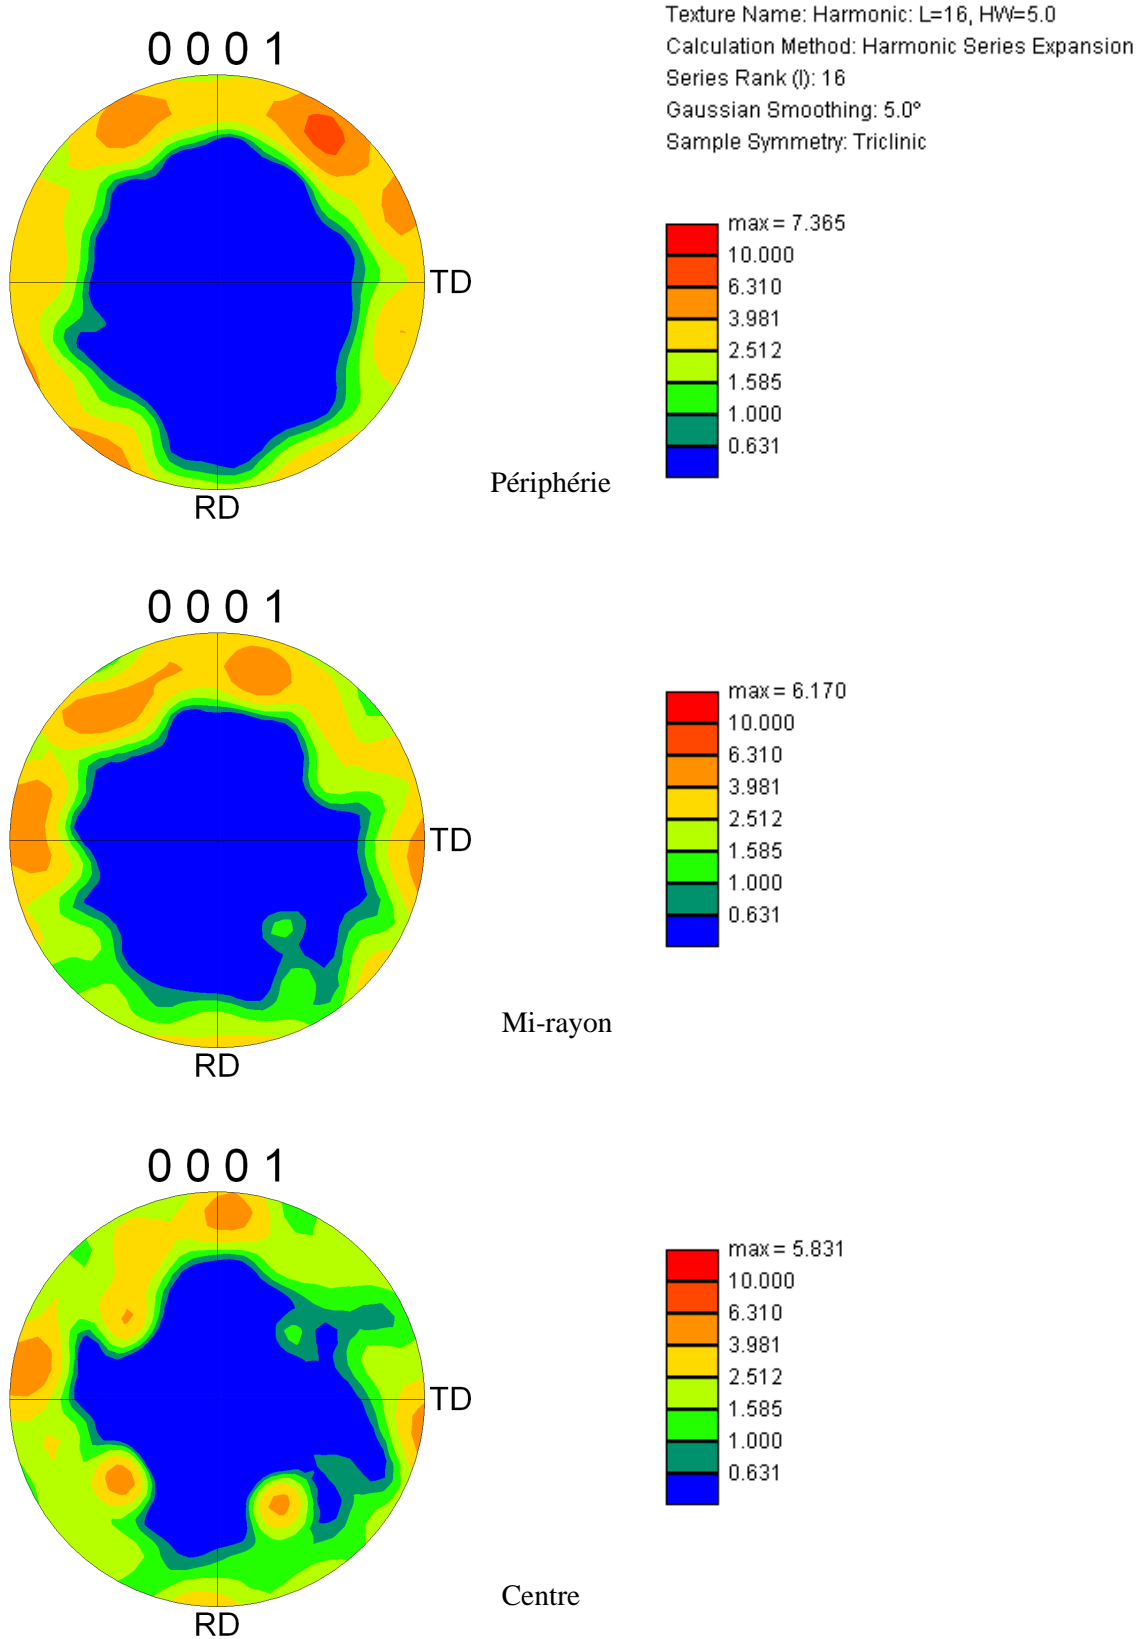 Texture Name: Harmonic: L=16, HW=5.0
Calculation Method: Harmonic Series Expansion
Series Rank (l): 16
Gaussian Smoothing: 5.0°
Sample Symmetry: Triclinic
0 0 0 1
TD
RD
Périphérie
max = 7.365
10.000
6.310
3.981
2.512
1.585
1.000
0.631
0 0 0 1
TD
RD
Mi-rayon
max = 6.170
10.000
6.310
3.981
2.512
1.585
1.000
0.631
0 0 0 1
TD
RD
Centre
max = 5.831
10.000
6.310
3.981
2.512
1.585
1.000
0.631